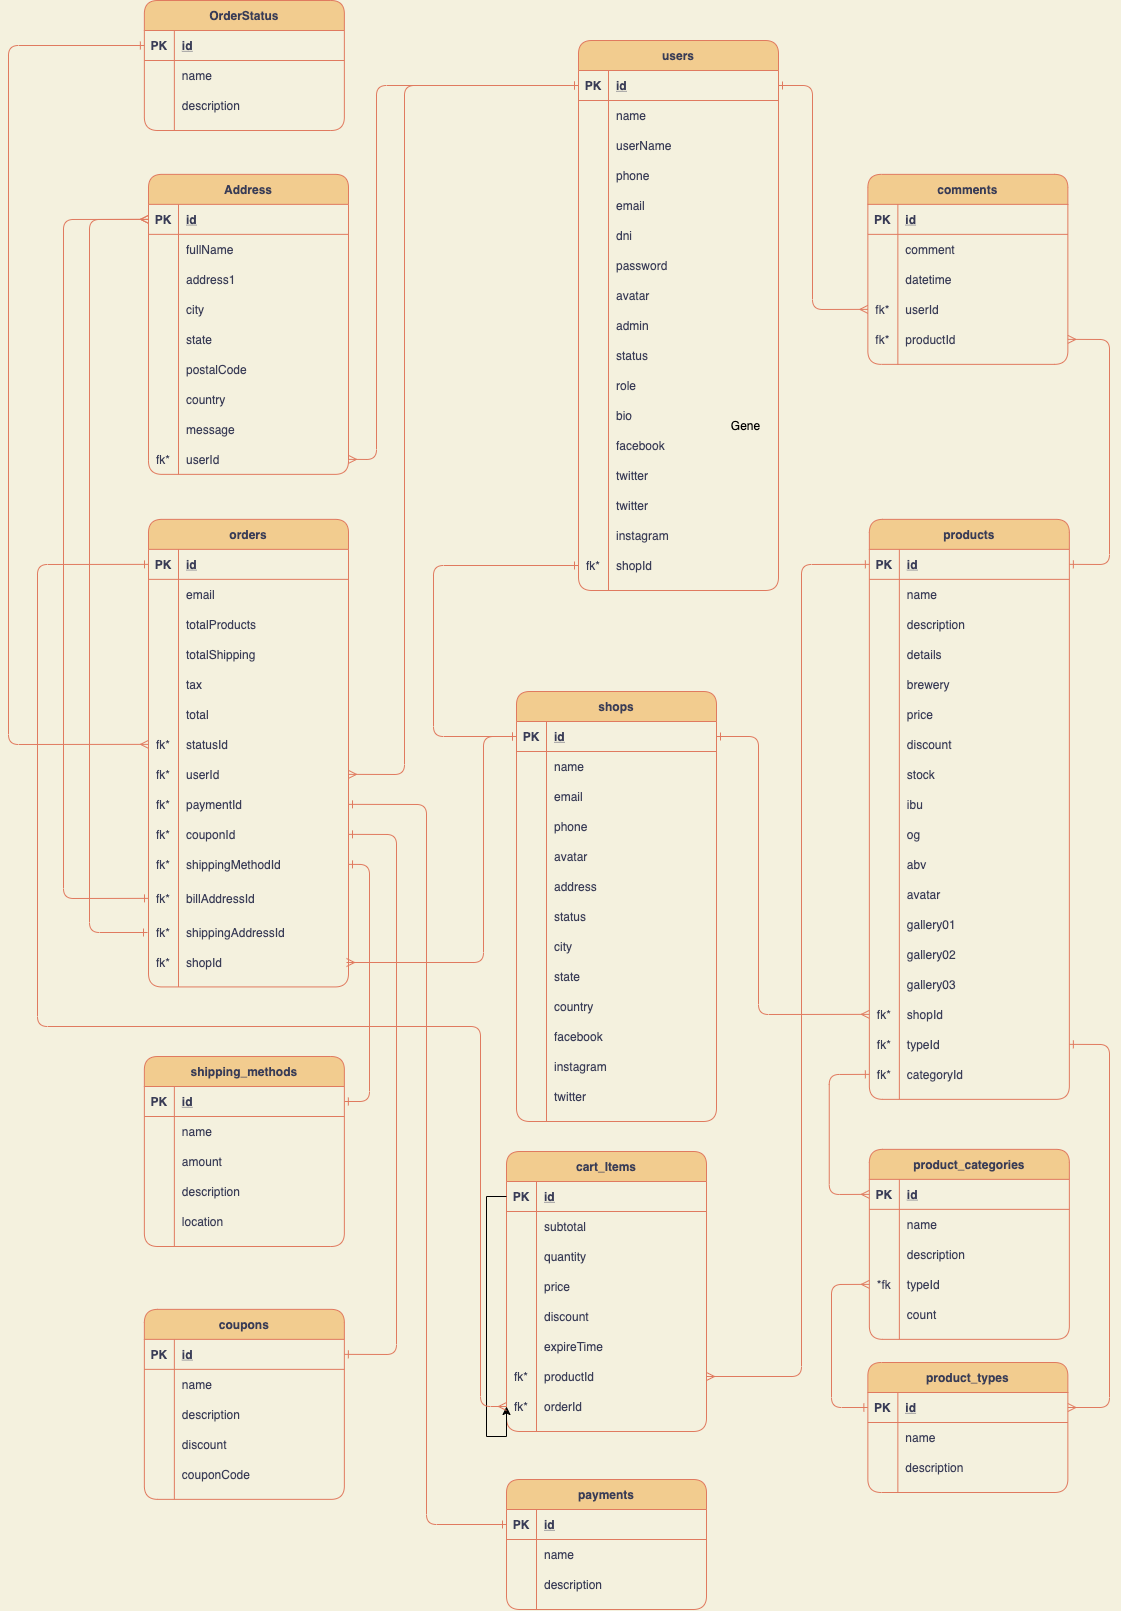 OrderStatus
PK id
name
description
users
PK id
name
userName
phone
email
dni
password
avatar
admin
status
role
bio
Gene
facebook
twitter
twitter
instagram
fk* shopId
Address
PK id
fullName
address1
city
state
postalCode
country
message
fk* userId
comments
PK id
comment
datetime
fk* userId
fk* productId
orders
PK id
email
totalProducts
totalShipping
tax
total
fk* statusId
fk* userId
fk* paymentId
fk* couponId
fk* shippingMethodId
fk* billAddressId
fk* shippingAddressId
fk* shopId
products
PK id
name
description
details
brewery
price
discount
stock
ibu
og
abv
avatar
gallery01
gallery02
gallery03
fk* shopId
fk* typeId
fk* categoryId
shops
PK id
name
email
phone
avatar
address
status
city
state
country
facebook
instagram
twitter
shipping_methods
PK id
name
amount
description
location
cart_Items
PK id
subtotal
quantity
price
discount
expireTime
fk* productId
fk* orderId
product_categories
PK id
name
description
*fk typeId
count
coupons
PK id
name
description
discount
couponCode
product_types
PK id
name
description
payments
PK id
name
description